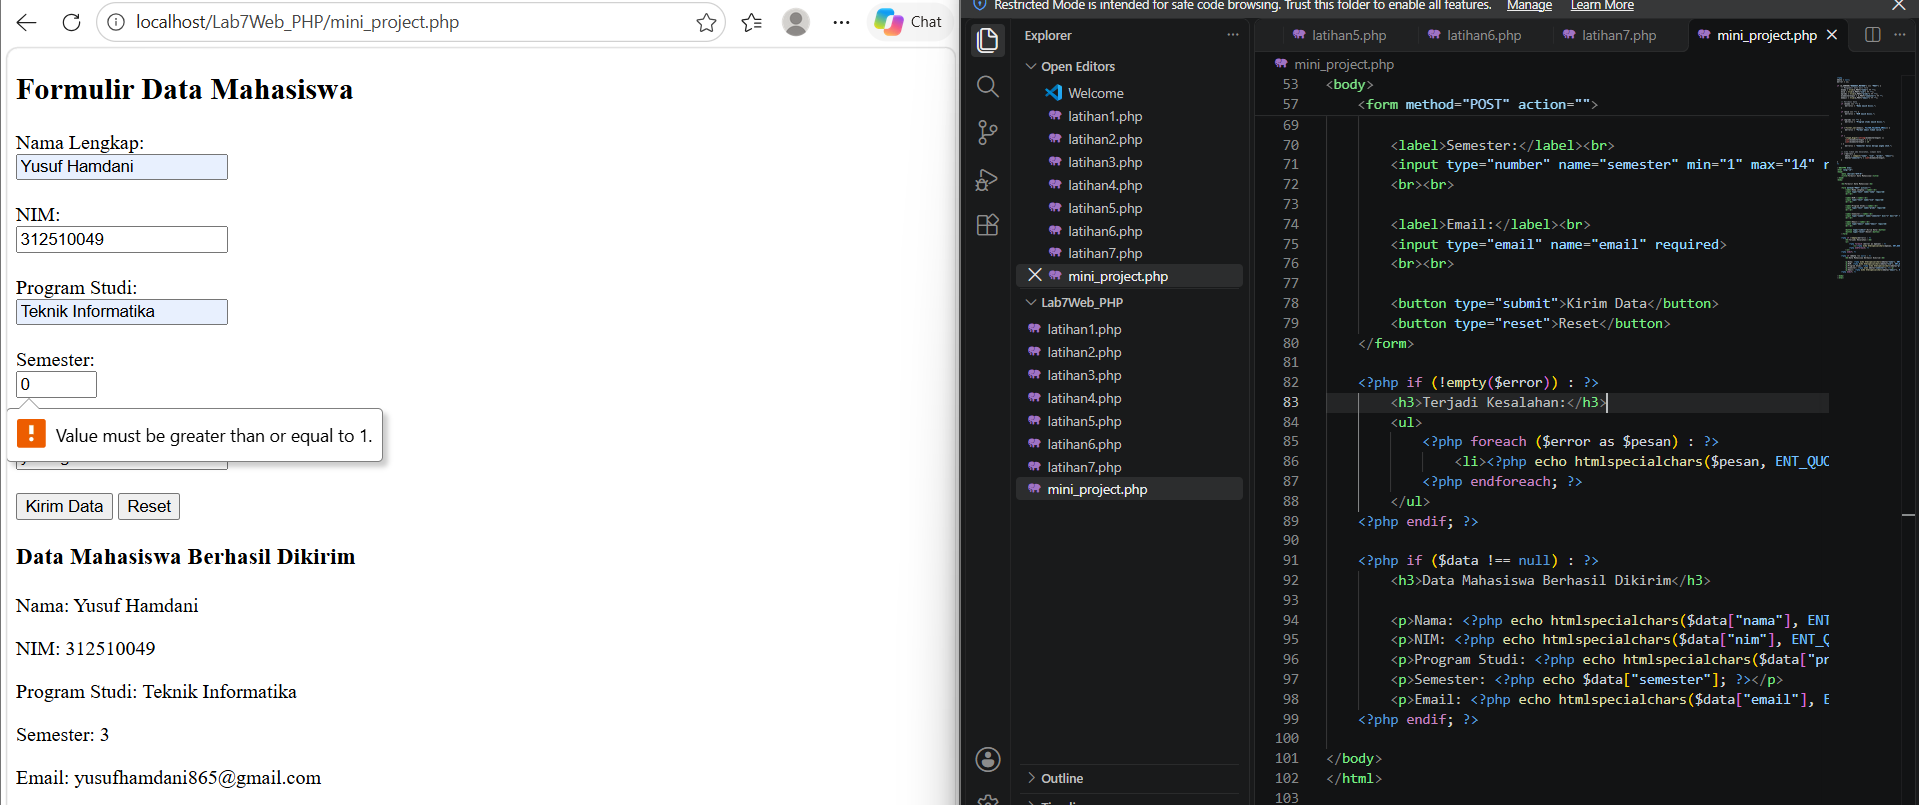 localhost/Lab7Web_PHP/mini_project.php
Chat
Formulir Data Mahasiswa
Nama Lengkap:
Yusuf Hamdani
NIM:
312510049
Program Studi:
Teknik Informatika
Semester:
0
! Value must be greater than or equal to 1.
Kirim Data Reset
Data Mahasiswa Berhasil Dikirim
Nama: Yusuf Hamdani
NIM: 312510049
Program Studi: Teknik Informatika
Semester: 3
Email: yusufhamdani865@gmail.com
Restricted Mode is intended for safe code browsing. Trust this folder to enable all features. Manage Learn More
Explorer
Open Editors
Welcome
latihan1.php
latihan2.php
latihan3.php
latihan4.php
latihan5.php
latihan6.php
latihan7.php
mini_project.php
Lab7Web_PHP
latihan1.php
latihan2.php
latihan3.php
latihan4.php
latihan5.php
latihan6.php
latihan7.php
mini_project.php
Outline
latihan5.php latihan6.php latihan7.php mini_project.php
mini_project.php
53 <body>
57 <form method="POST" action="">
69
70 <label>Semester:</label><br>
71 <input type="number" name="semester" min="1" max="14" r
72 <br><br>
73
74 <label>Email:</label><br>
75 <input type="email" name="email" required>
76 <br><br>
77
78 <button type="submit">Kirim Data</button>
79 <button type="reset">Reset</button>
80 </form>
81
82 <?php if (!empty($error)) : ?>
83 <h3>Terjadi Kesalahan:</h3>
84 <ul>
85 <?php foreach ($error as $pesan) : ?>
86 <li><?php echo htmlspecialchars($pesan, ENT_QUO
87 <?php endforeach; ?>
88 </ul>
89 <?php endif; ?>
90
91 <?php if ($data !== null) : ?>
92 <h3>Data Mahasiswa Berhasil Dikirim</h3>
93
94 <p>Nama: <?php echo htmlspecialchars($data["nama"], ENT
95 <p>NIM: <?php echo htmlspecialchars($data["nim"], ENT_Q
96 <p>Program Studi: <?php echo htmlspecialchars($data["pr
97 <p>Semester: <?php echo $data["semester"]; ?></p>
98 <p>Email: <?php echo htmlspecialchars($data["email"], E
99 <?php endif; ?>
100
101 </body>
102 </html>
103